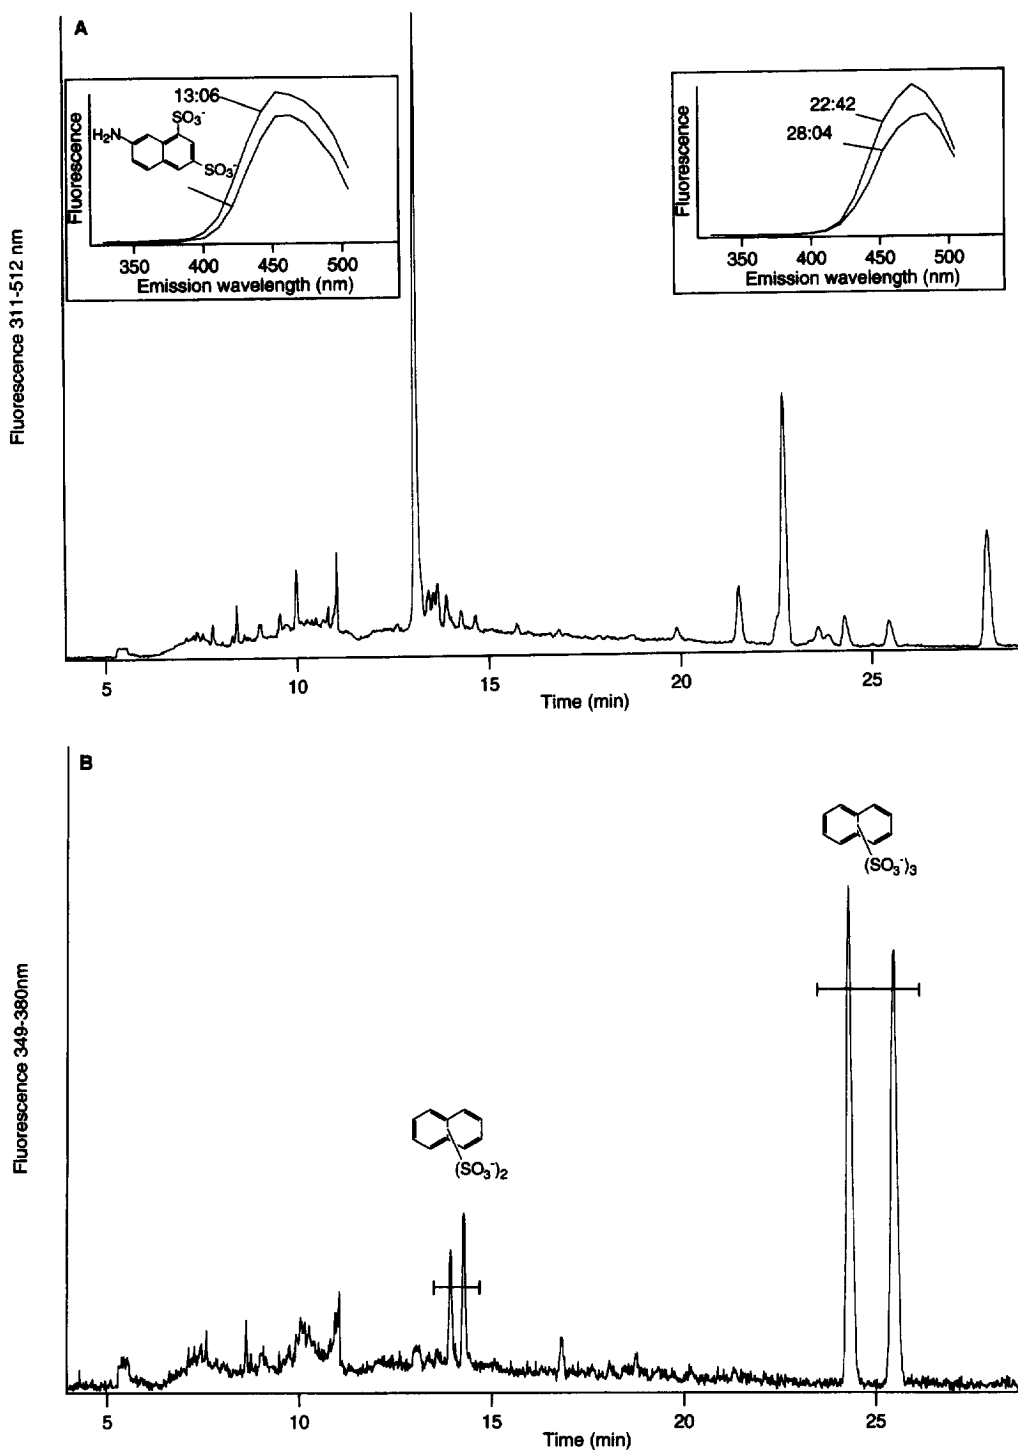 A
Fluorescence 311-512 nm
Fluorescence
13:06
SO₃⁻
H₂N
SO₃⁻
350 400 450 500
Emission wavelength (nm)
Fluorescence
22:42
28:04
350 400 450 500
Emission wavelength (nm)
5 10 15 20 25
Time (min)
B
Fluorescence 349-380nm
(SO₃⁻)₃
(SO₃⁻)₂
5 10 15 20 25
Time (min)